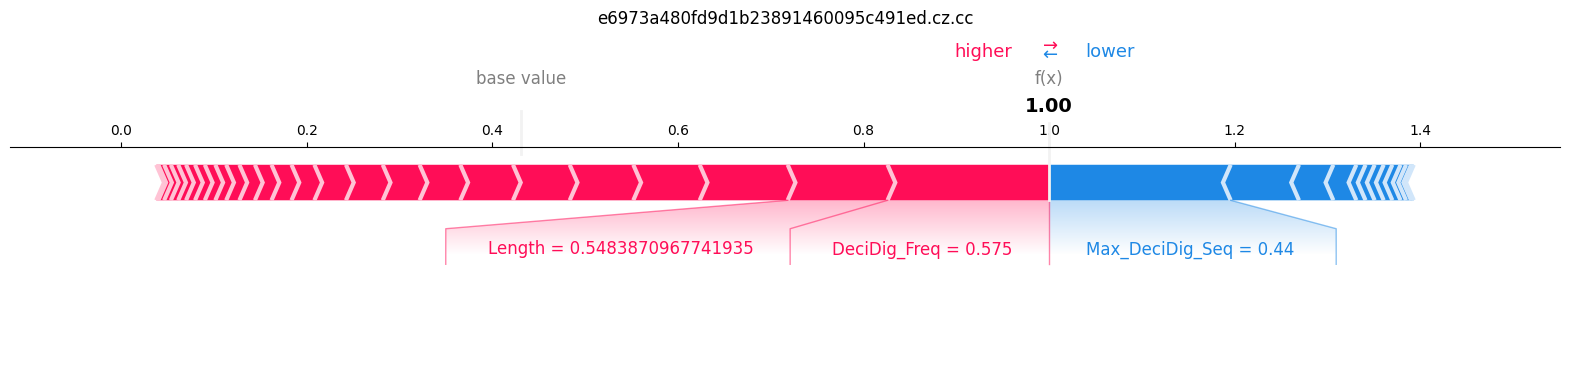 e6973a480fd9d1b23891460095c491ed.cz.cc
higher ⇄ lower
base value f(x)
1.00
0.0 0.2 0.4 0.6 0.8 1.0 1.2 1.4
Length = 0.5483870967741935 DeciDig_Freq = 0.575 Max_DeciDig_Seq = 0.44